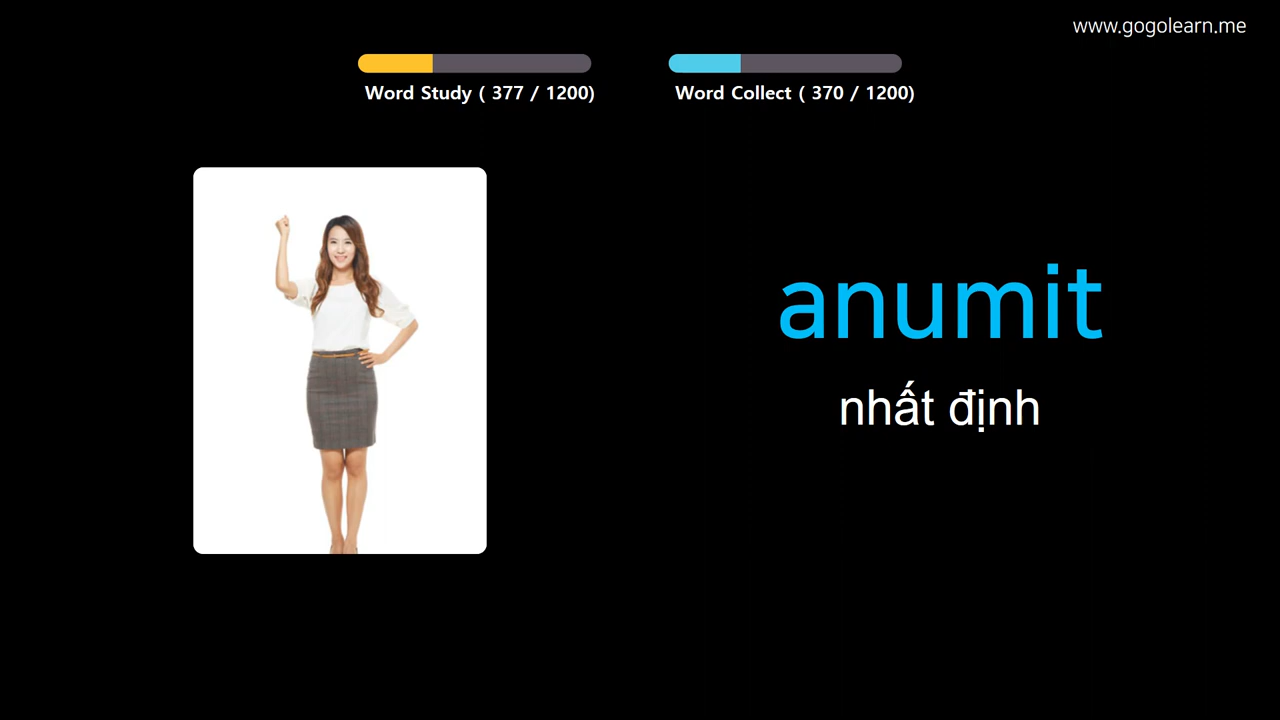 www.gogolearn.me
Word Study ( 377 / 1200)
Word Collect ( 370 / 1200)
anumit
nhất định